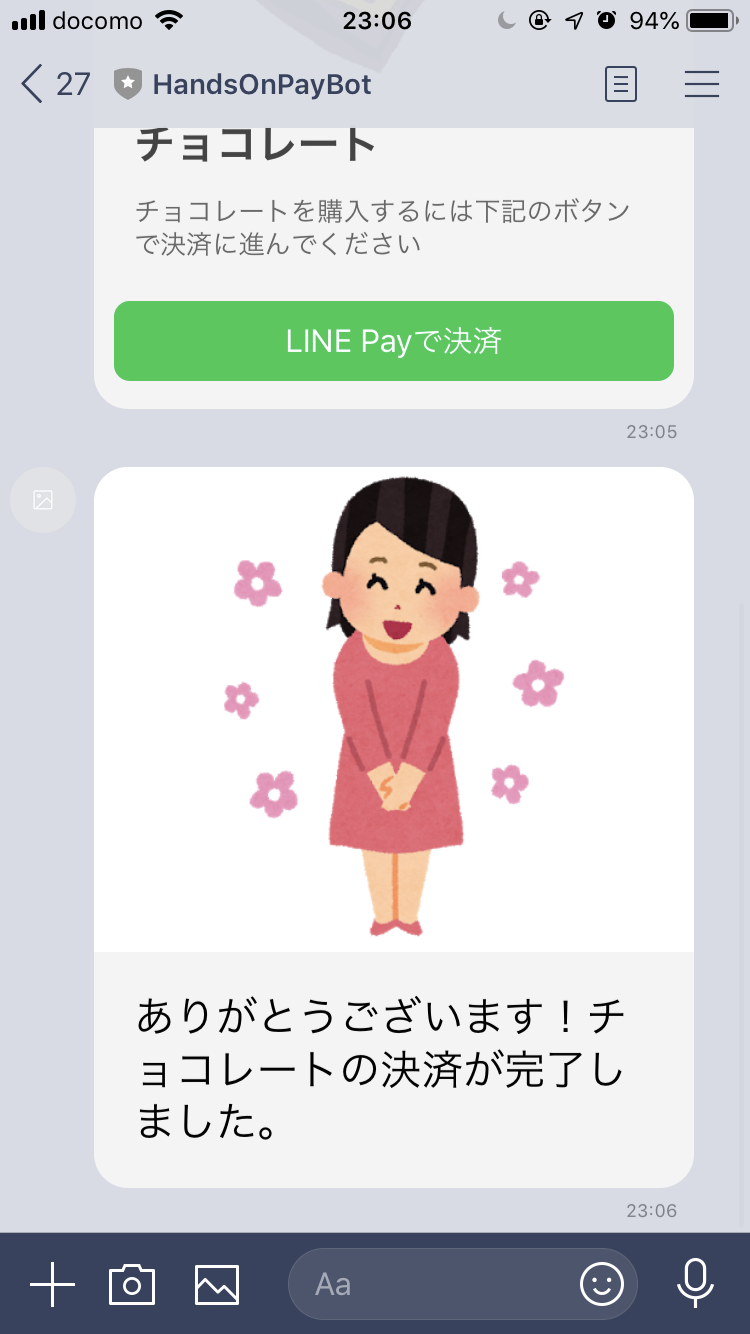 docomo 23:06 94%
27 HandsOnPayBot
チョコレート
チョコレートを購入するには下記のボタン
で決済に進んでください
LINE Payで決済
23:05
ありがとうございます！チ
ョコレートの決済が完了し
ました。
23:06
Aa